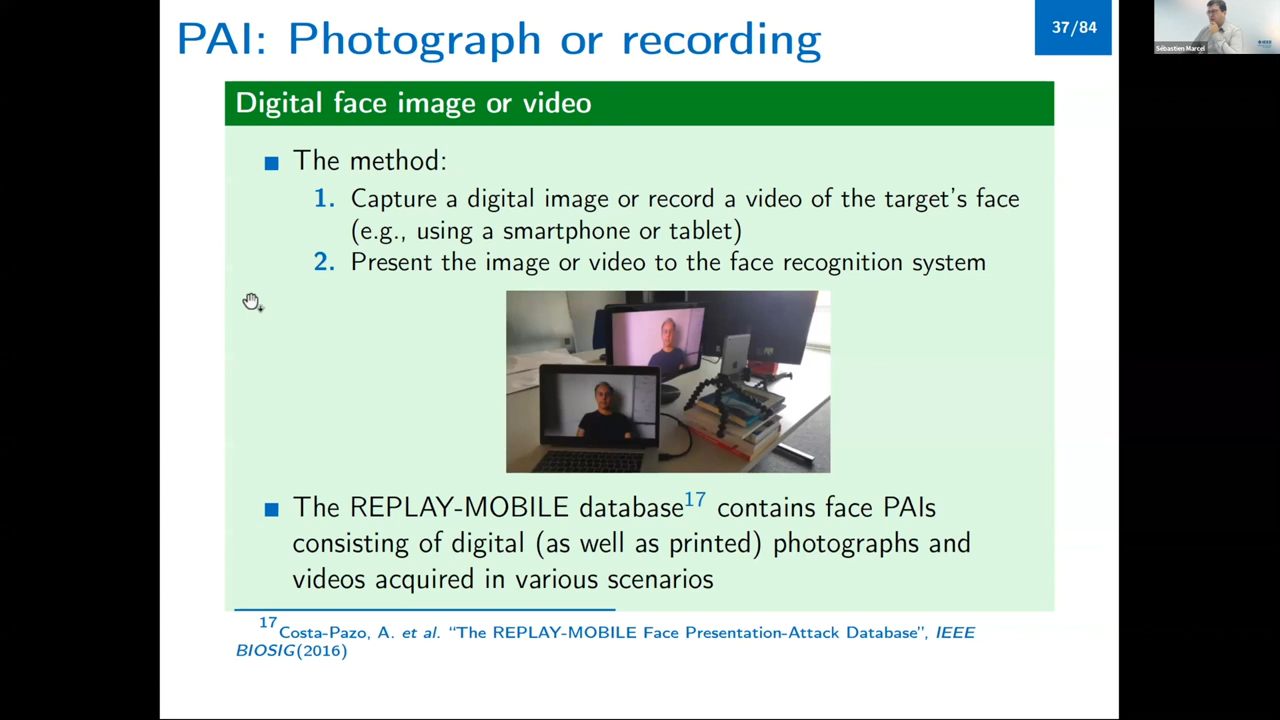 PAI: Photograph or recording
37/84
Sébastien Marcel
IEEE
Digital face image or video
The method:
1. Capture a digital image or record a video of the target's face
(e.g., using a smartphone or tablet)
2. Present the image or video to the face recognition system
The REPLAY-MOBILE database17 contains face PAIs
consisting of digital (as well as printed) photographs and
videos acquired in various scenarios
17Costa-Pazo, A. et al. “The REPLAY-MOBILE Face Presentation-Attack Database”, IEEE
BIOSIG(2016)